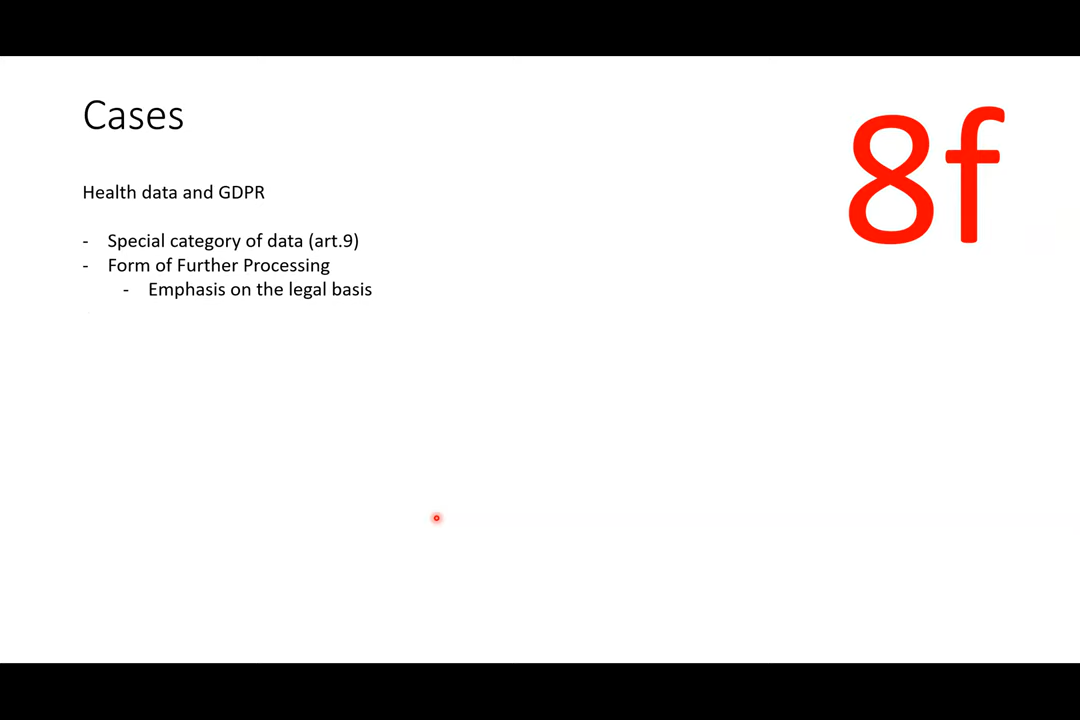 Cases
8f
Health data and GDPR
- Special category of data (art.9)
- Form of Further Processing
- Emphasis on the legal basis